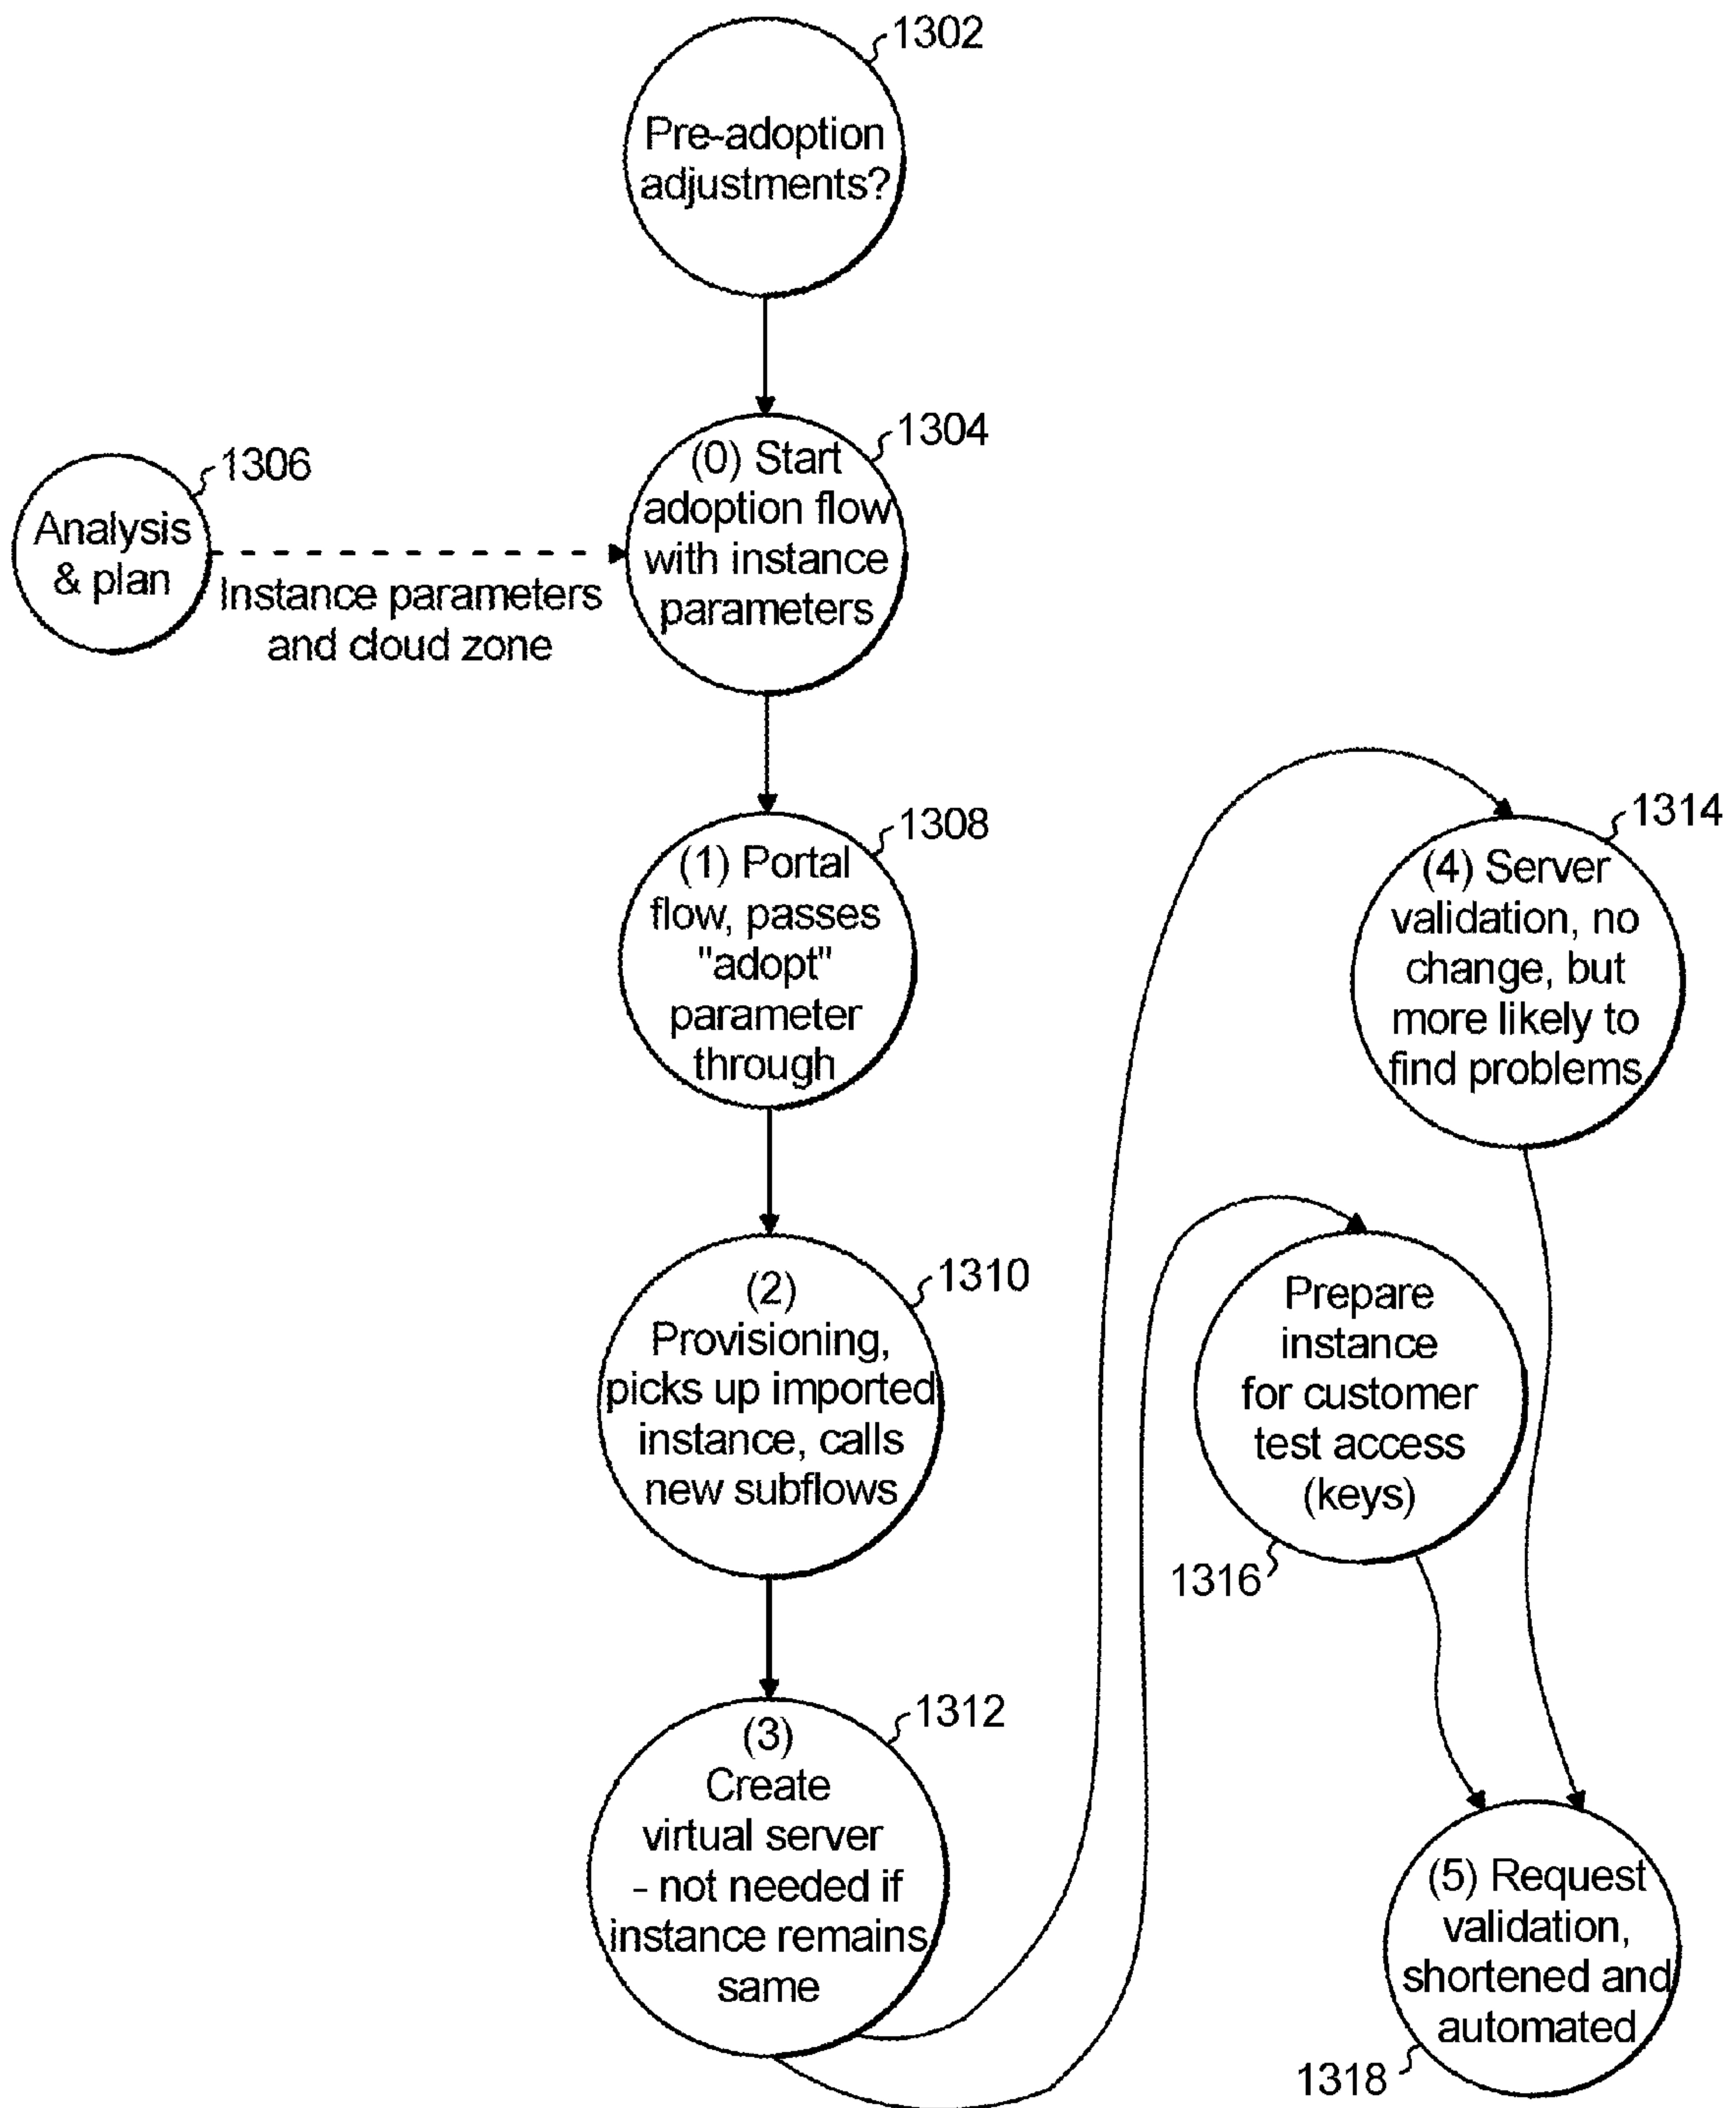 1302
Pre-adoption
adjustments?
1304
(0) Start
adoption flow
with instance
parameters
1306
Analysis
& plan
Instance parameters
and cloud zone
1308
(1) Portal
flow, passes
"adopt"
parameter
through
1310
(2)
Provisioning,
picks up imported
instance, calls
new subflows
1312
(3)
Create
virtual server
- not needed if
instance remains
same
1314
(4) Server
validation, no
change, but
more likely to
find problems
Prepare
instance
for customer
test access
(keys)
1316
(5) Request
validation,
shortened and
automated
1318